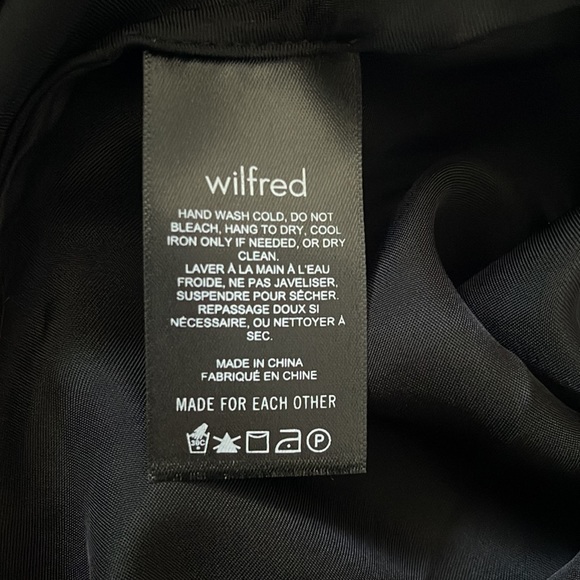 wilfred
HAND WASH COLD, DO NOT
BLEACH, HANG TO DRY, COOL
IRON ONLY IF NEEDED, OR DRY
CLEAN.
LAVER À LA MAIN À L'EAU
FROIDE, NE PAS JAVELISER,
SUSPENDRE POUR SÉCHER.
REPASSAGE DOUX SI
NÉCESSAIRE, OU NETTOYER À
SEC.
MADE IN CHINA
FABRIQUÉ EN CHINE
MADE FOR EACH OTHER
30C P